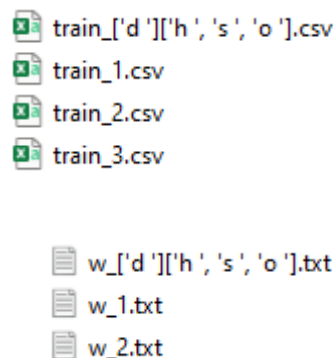 train_['d ']['h ', 's ', 'o '].csv
train_1.csv
train_2.csv
train_3.csv
w_['d ']['h ', 's ', 'o '].txt
w_1.txt
w_2.txt